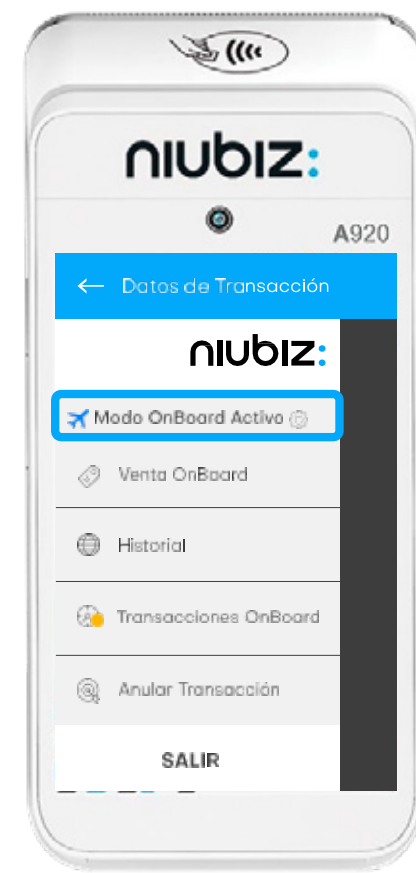 niubiz:
A920
← Datos de Transacción
niubiz:
Modo OnBoard Activo
Venta OnBoard
Historial
Transacciones OnBoard
Anular Transacción
SALIR